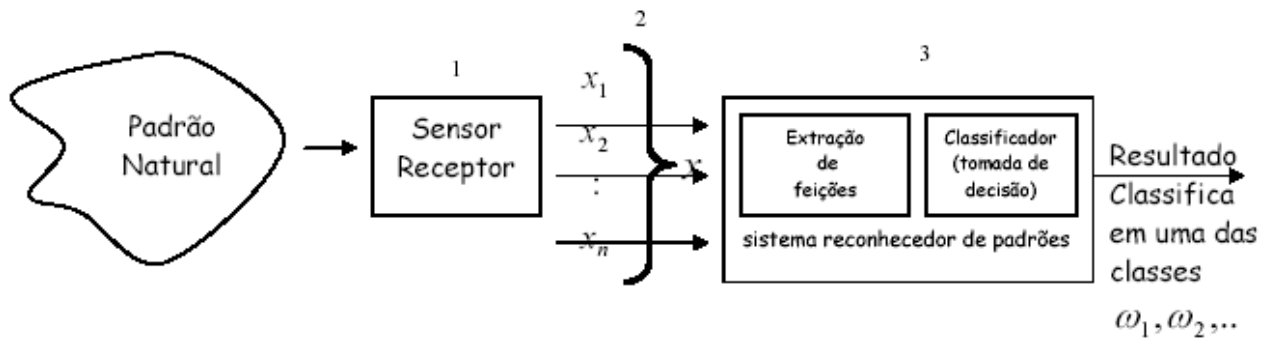 Padrão
Natural
1
Sensor
Receptor
2
x₁
x₂
:
xₙ
x
3
Extração
de
feições
Classificador
(tomada de
decisão)
sistema reconhecedor de padrões
Resultado
Classifica
em uma das
classes
ω₁, ω₂,..